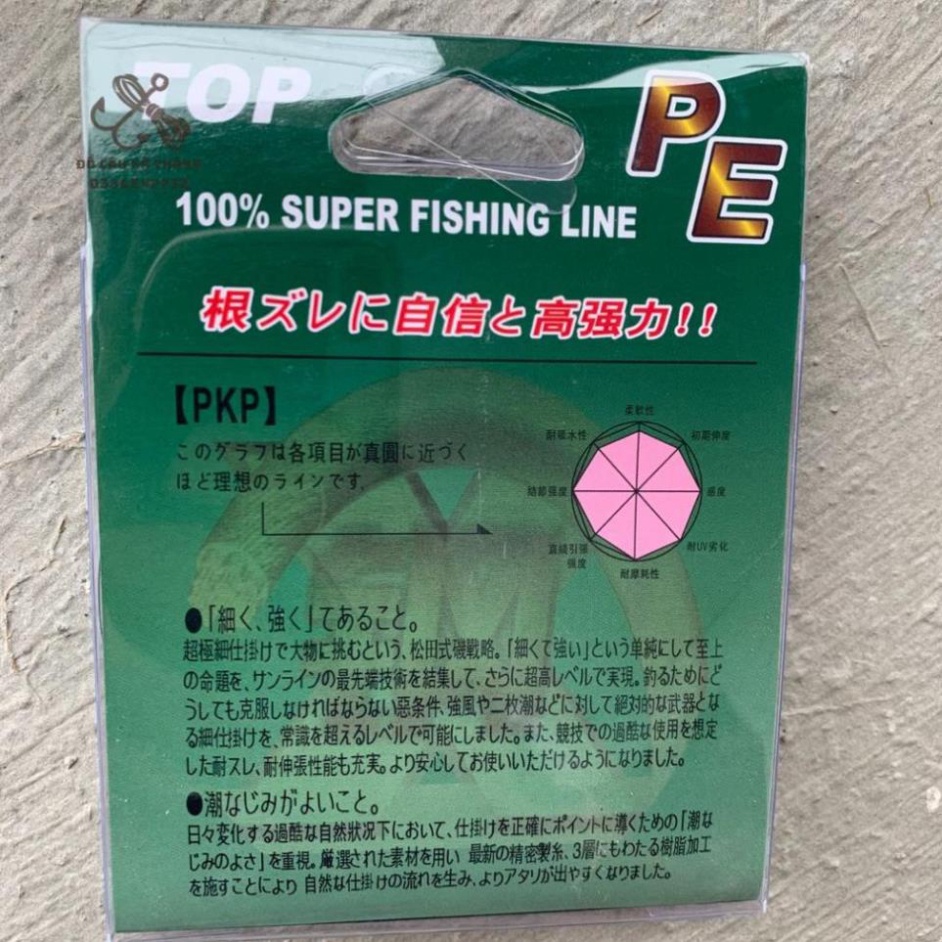 TOP
PE
100% SUPER FISHING LINE
根ズレに自信と高强力!!
【PKP】
このグラフは各項目が真圓に近づく
ほど理想のラインです.
柔軟性
耐吸水性
初期伸度
结節强度
感度
直線引張
强度
耐UV劣化
耐摩耗性
●「細く、強く」てあること。
超極細仕掛けで大物に挑むという、松田式磯戦略。「細くて強い」という单純にして至上
の命題を、サンラインの最先端技術を結集して、さらに超高レベルで実現。釣るためにど
うしても克服しなければならない惡条件、強風や二枚潮などに対して絶対的な武器とな
る細仕掛けを、常識を超えるレベルで可能にしました。また、競技での過酷な使用を想定
した耐スレ、耐伸張性能も充実。より安心してお使いいただけるようになりました。
●潮なじみがよいこと。
日々変化する過酷な自然狀況下において、仕掛けを正確にポイントに導くための「潮な
じみのよさ」を重視。厳選された素材を用い 最新の精密製糸、3層にもわたる樹脂加工
を施すことにより 自然な仕掛けの流れを生み、よりアタリが出やすくなりました。